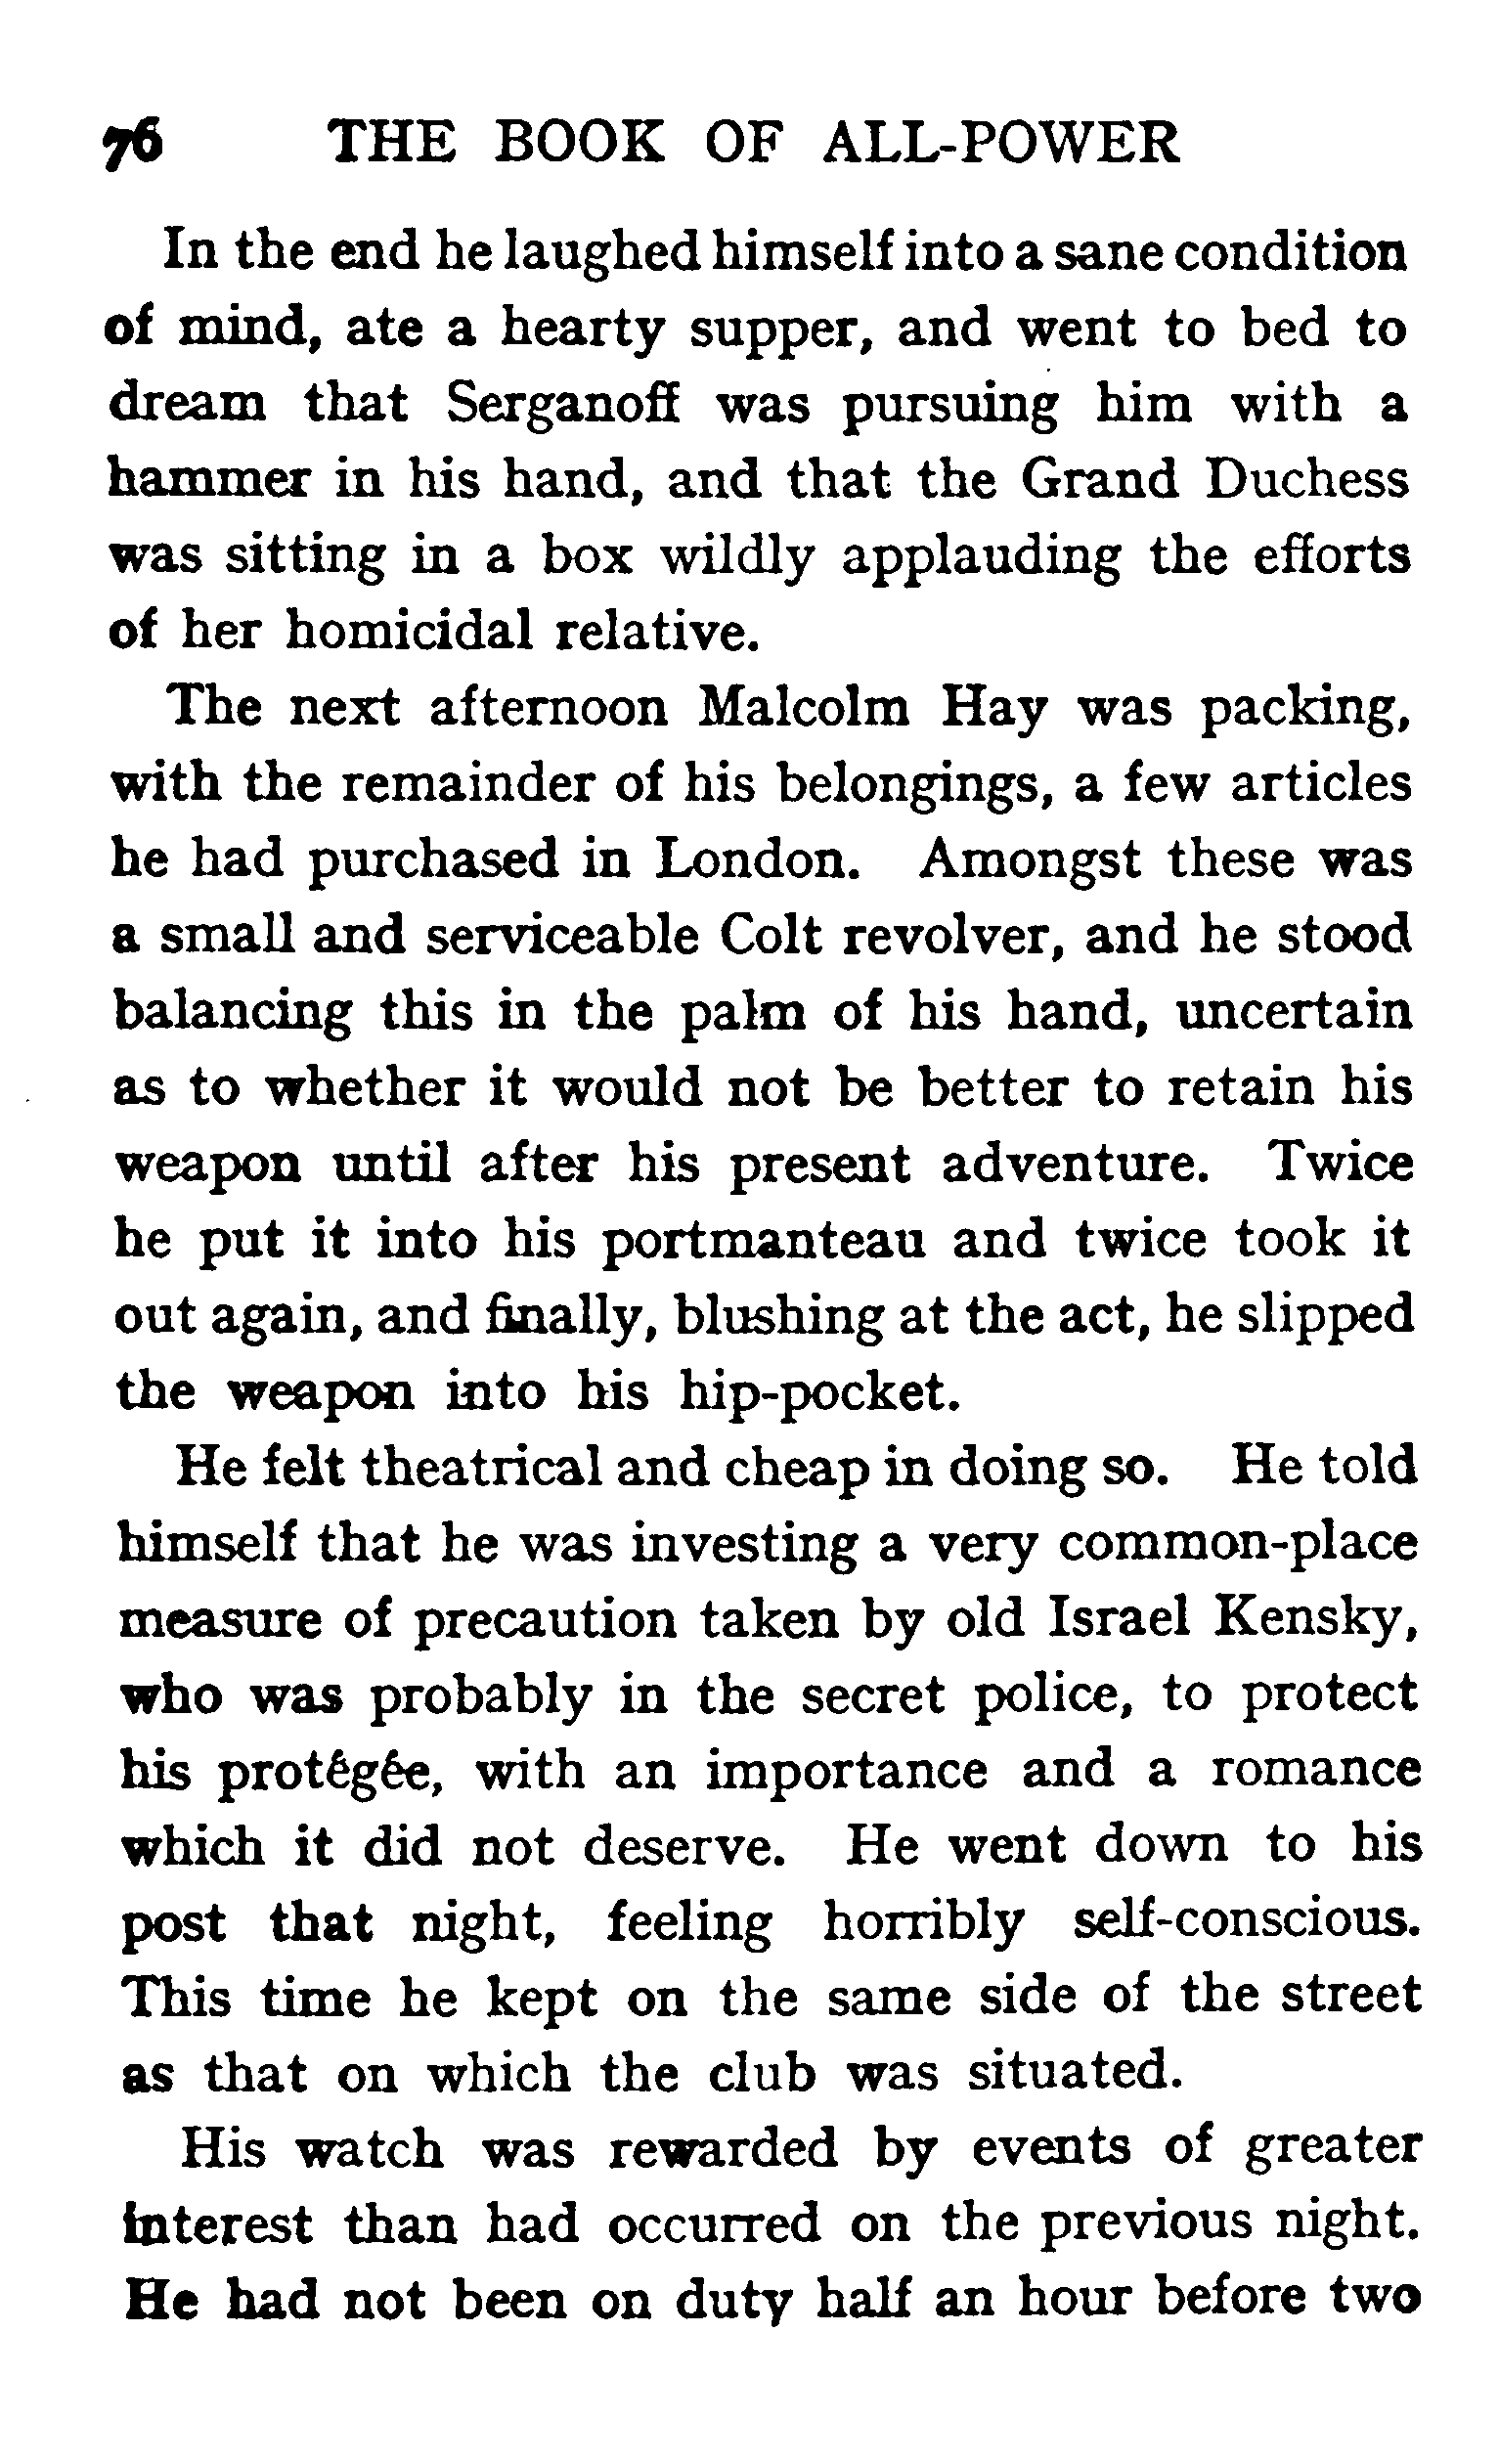 76 THE BOOK OF ALL-POWER
In the end he laughed himself into a sane condition
of mind, ate a hearty supper, and went to bed to
dream that Serganoff was pursuing him with a
hammer in his hand, and that the Grand Duchess
was sitting in a box wildly applauding the efforts
of her homicidal relative.
The next afternoon Malcolm Hay was packing,
with the remainder of his belongings, a few articles
he had purchased in London. Amongst these was
a small and serviceable Colt revolver, and he stood
balancing this in the palm of his hand, uncertain
as to whether it would not be better to retain his
weapon until after his present adventure. Twice
he put it into his portmanteau and twice took it
out again, and finally, blushing at the act, he slipped
the weapon into his hip-pocket.
He felt theatrical and cheap in doing so. He told
himself that he was investing a very common-place
measure of precaution taken by old Israel Kensky,
who was probably in the secret police, to protect
his protégée, with an importance and a romance
which it did not deserve. He went down to his
post that night, feeling horribly self-conscious.
This time he kept on the same side of the street
as that on which the club was situated.
His watch was rewarded by events of greater
interest than had occurred on the previous night.
He had not been on duty half an hour before two